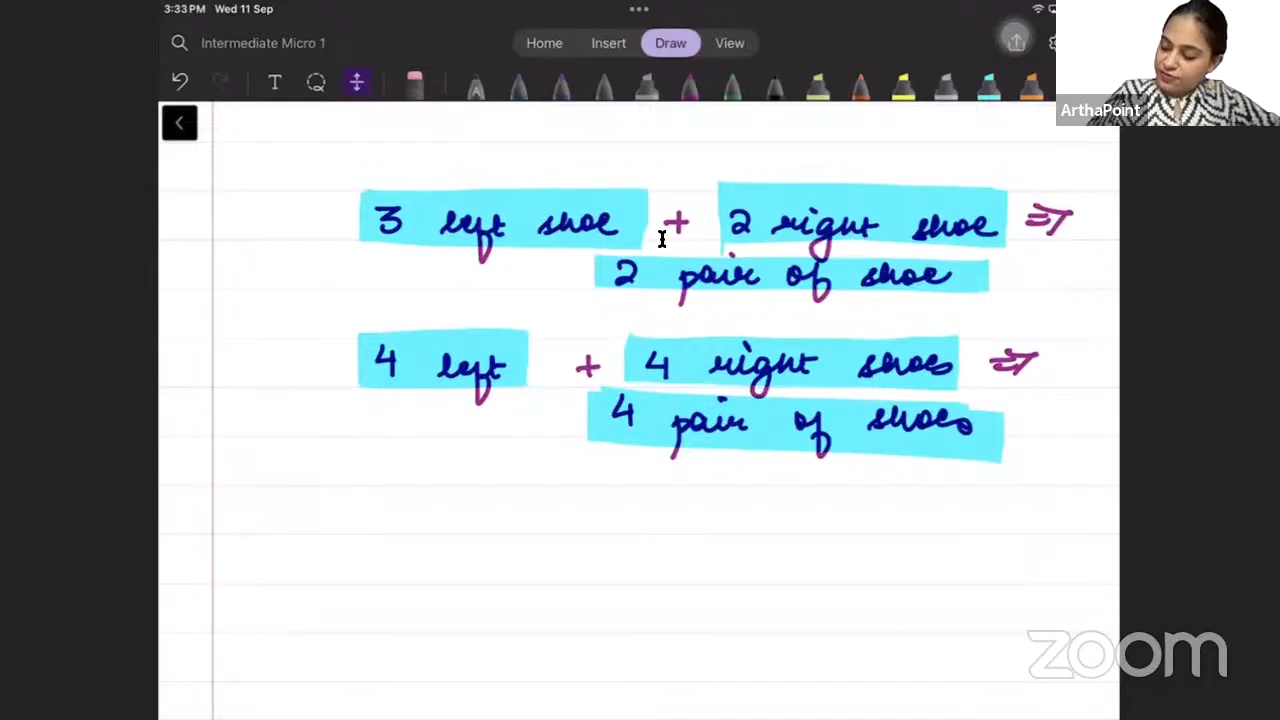 3:33 PM Wed 11 Sep
Intermediate Micro 1
Home Insert Draw View
T
A
ArthaPoint
3 left shoe + 2 right shoe ⇒
2 pair of shoe
4 left + 4 right shoes ⇒
4 pair of shoes
zoom